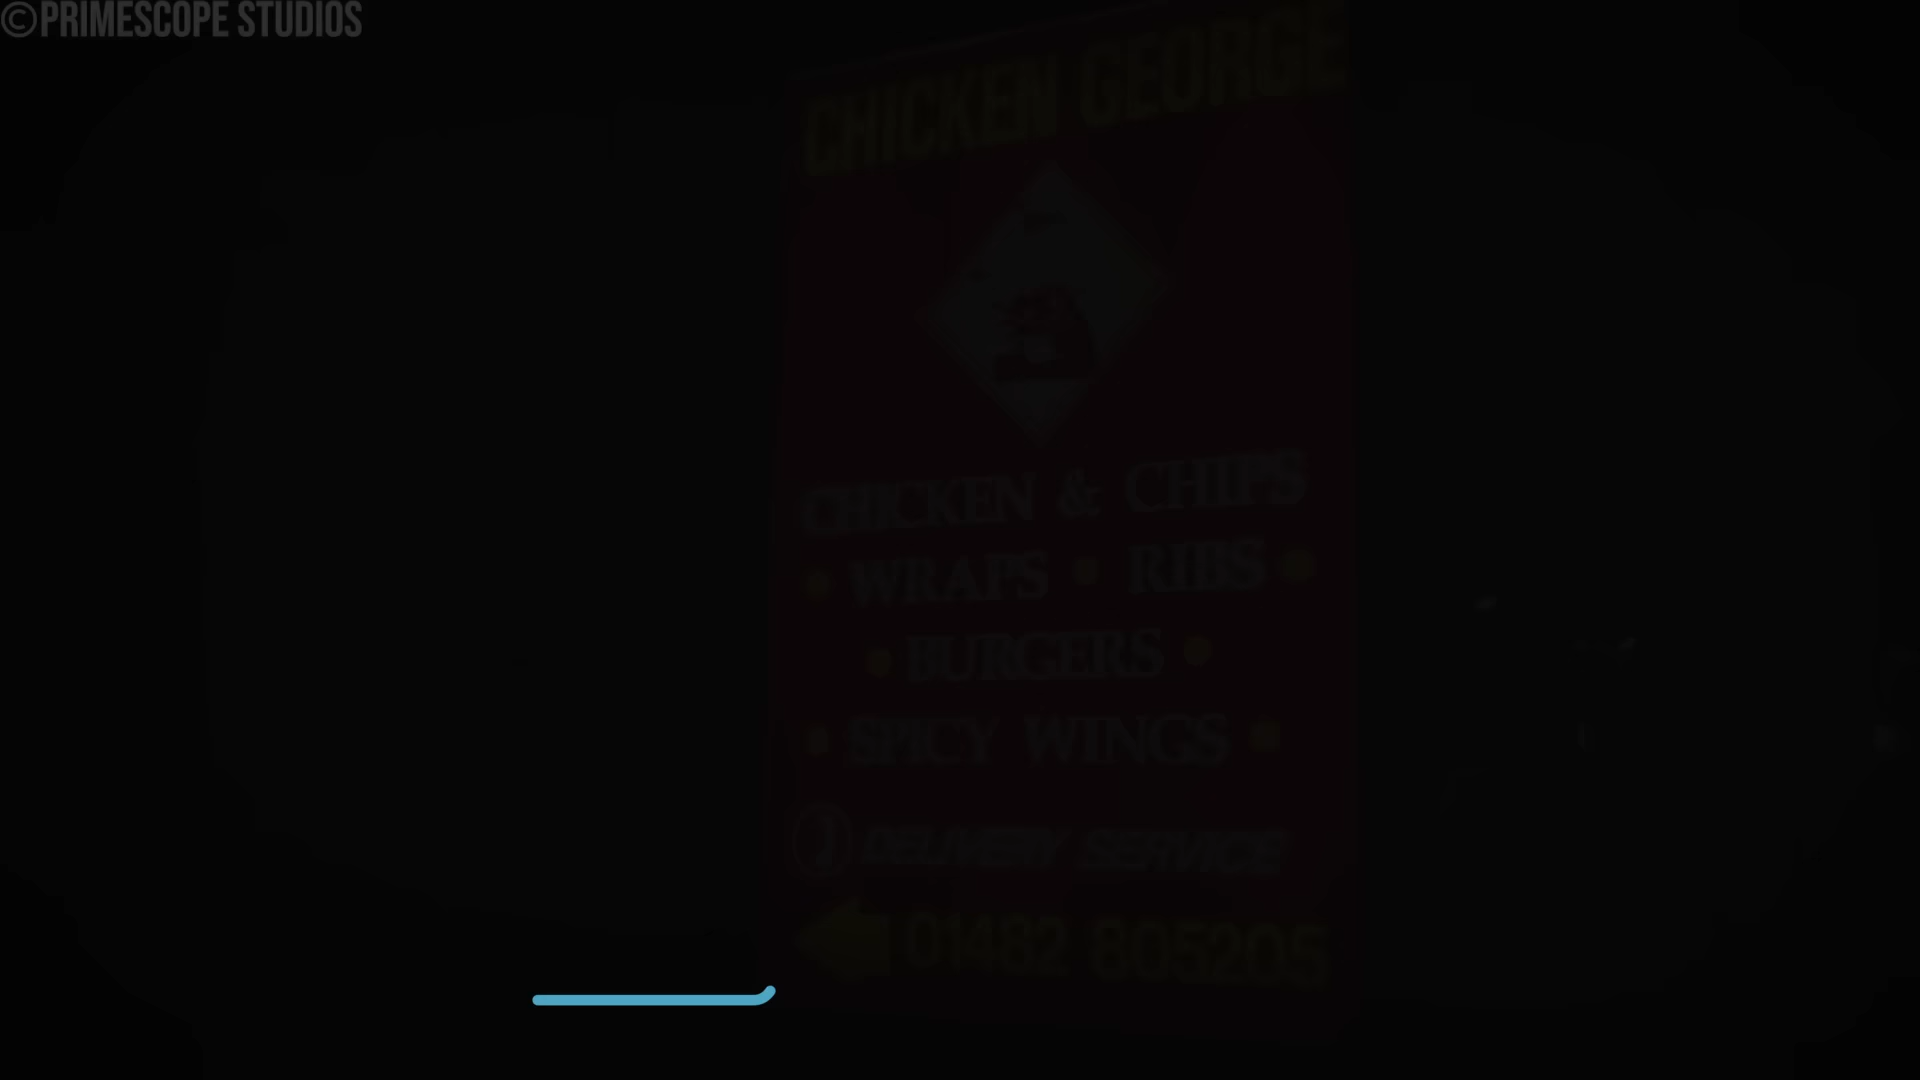 ©PRIMESCOPE STUDIOS
CHICKEN GEORGE
CHICKEN & CHIPS
• WRAPS • RIBS •
• BURGERS •
• SPICY WINGS •
DELIVERY SERVICE
01482 805205